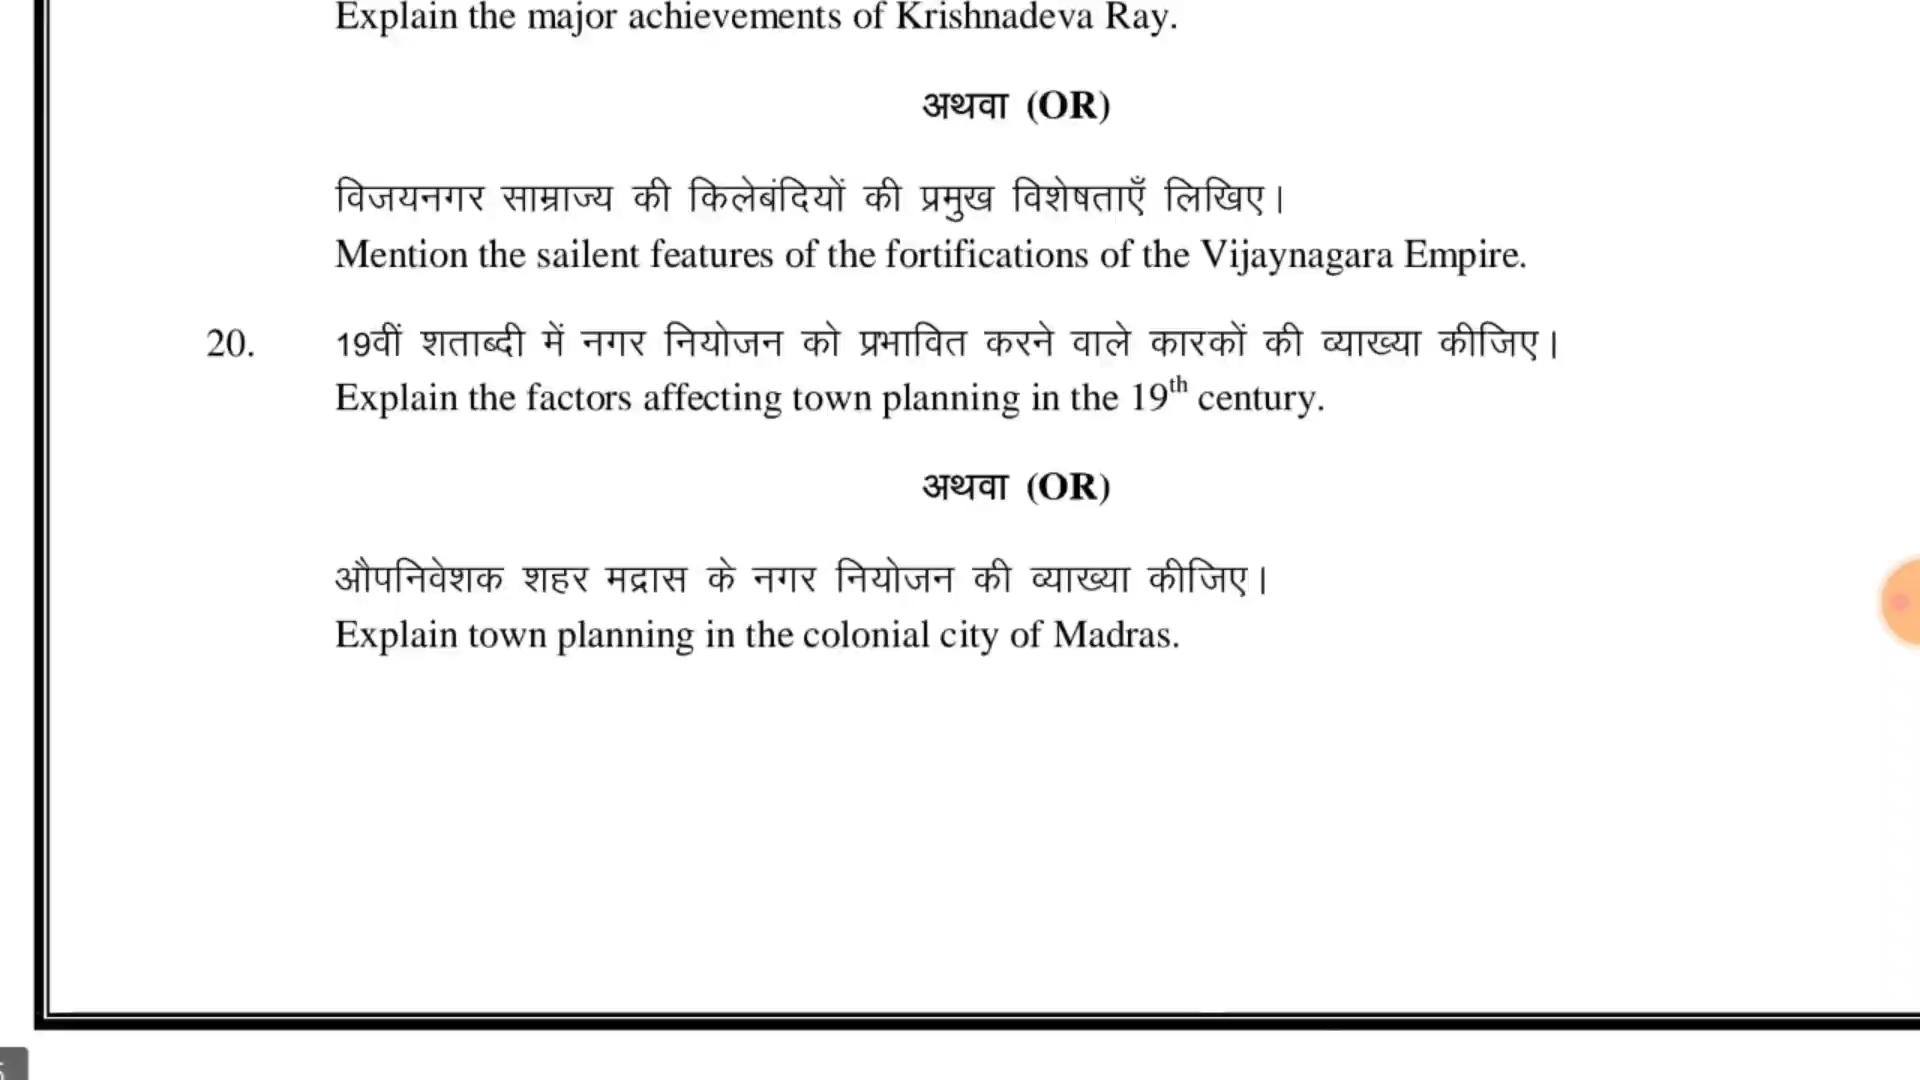 Explain the major achievements of Krishnadeva Ray.
अथवा (OR)
विजयनगर साम्राज्य की किलेबंदियों की प्रमुख विशेषताएँ लिखिए।
Mention the sailent features of the fortifications of the Vijaynagara Empire.
20. 19वीं शताब्दी में नगर नियोजन को प्रभावित करने वाले कारकों की व्याख्या कीजिए।
Explain the factors affecting town planning in the 19th century.
अथवा (OR)
औपनिवेशक शहर मद्रास के नगर नियोजन की व्याख्या कीजिए।
Explain town planning in the colonial city of Madras.